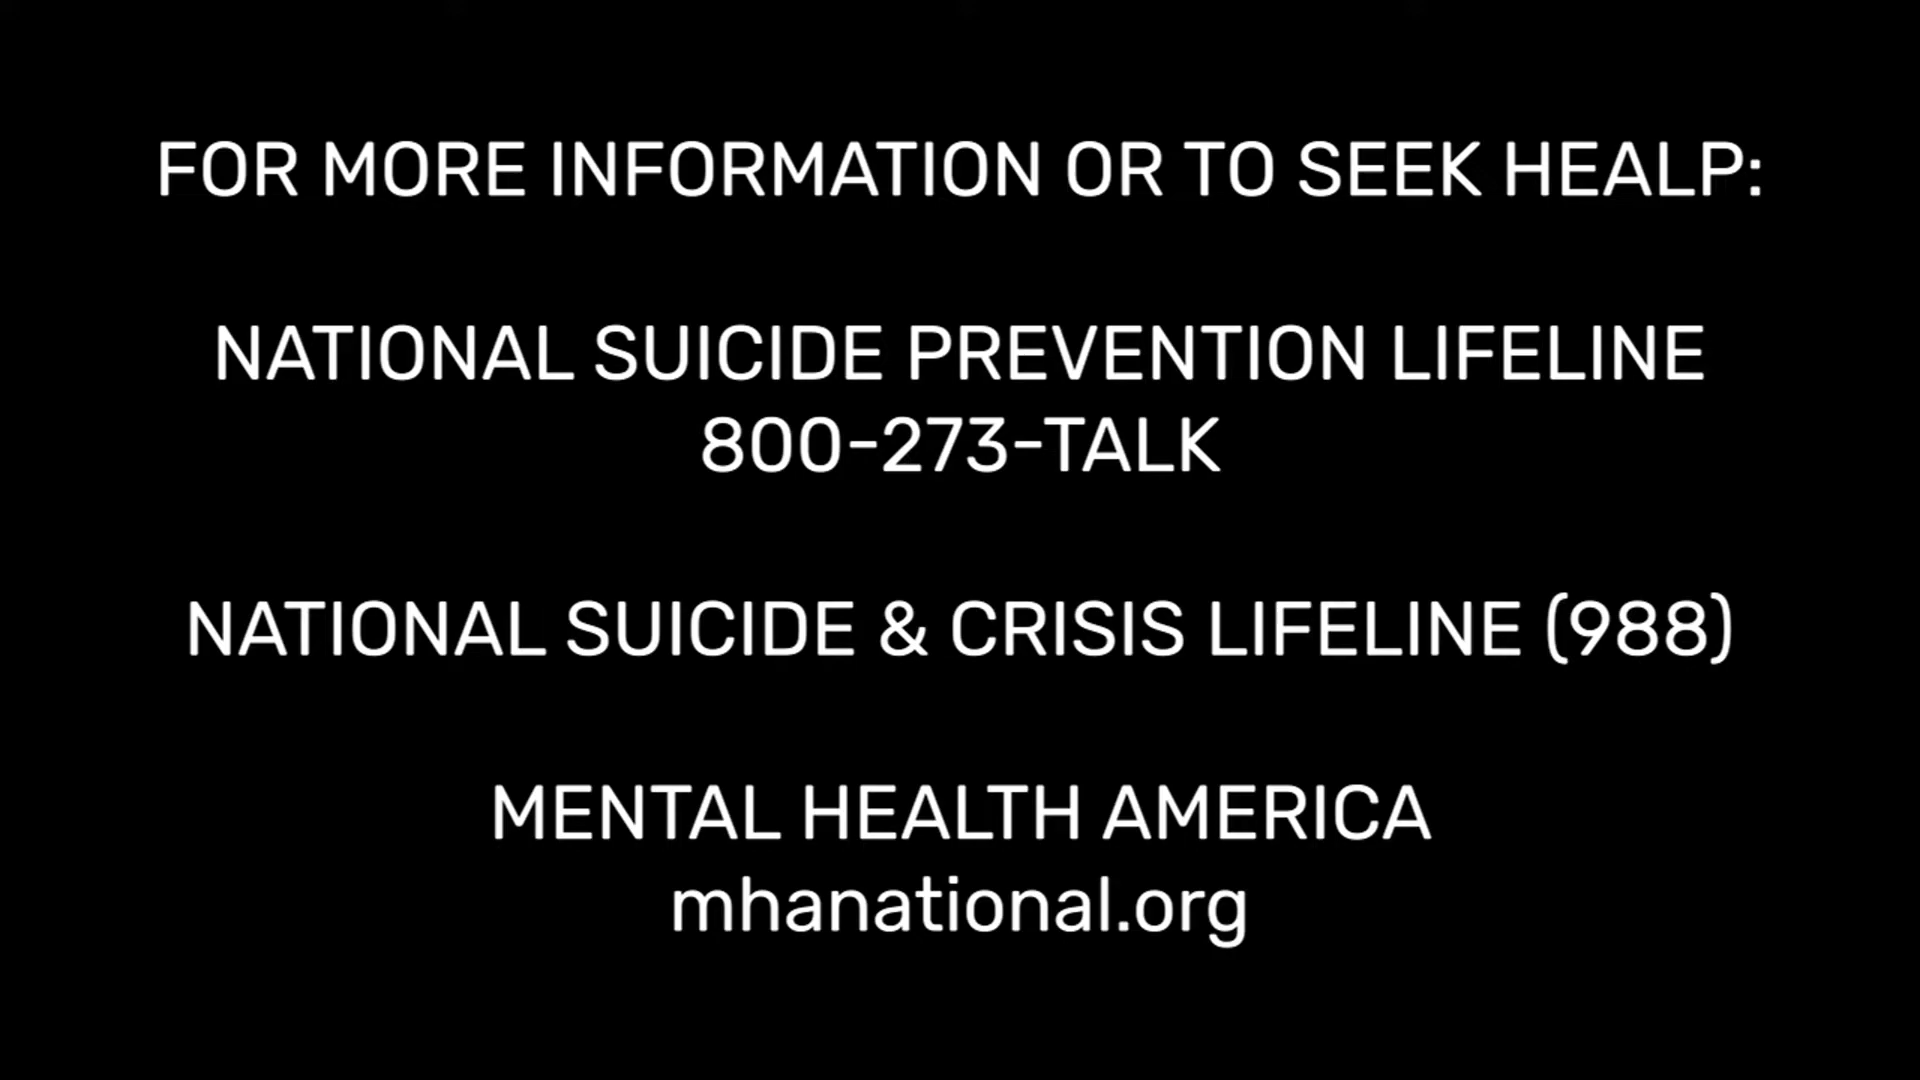 FOR MORE INFORMATION OR TO SEEK HEALP:
NATIONAL SUICIDE PREVENTION LIFELINE
800-273-TALK
NATIONAL SUICIDE & CRISIS LIFELINE (988)
MENTAL HEALTH AMERICA
mhanational.org